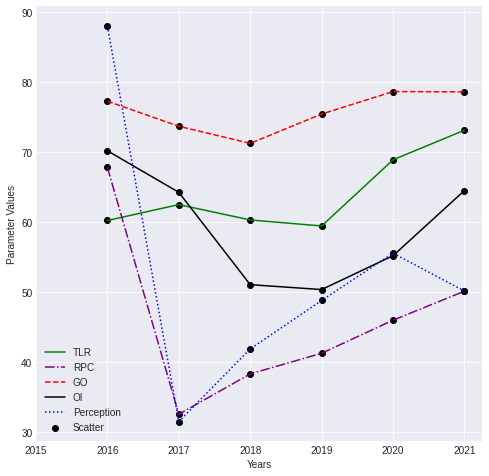 90
80
70
60
50
40
30
Parameter Values
TLR
RPC
GO
OI
Perception
Scatter
2015 2016 2017 2018 2019 2020 2021
Years